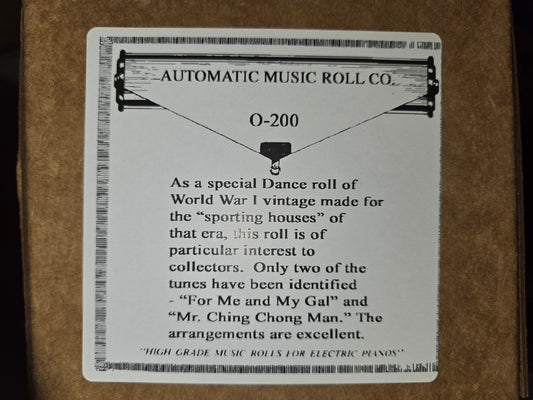 AUTOMATIC MUSIC ROLL CO.
O-200
As a special Dance roll of
World War I vintage made for
the “sporting houses” of
that era, this roll is of
particular interest to
collectors. Only two of the
tunes have been identified
- “For Me and My Gal” and
“Mr. Ching Chong Man.” The
arrangements are excellent.
"HIGH GRADE MUSIC ROLLS FOR ELECTRIC PIANOS"